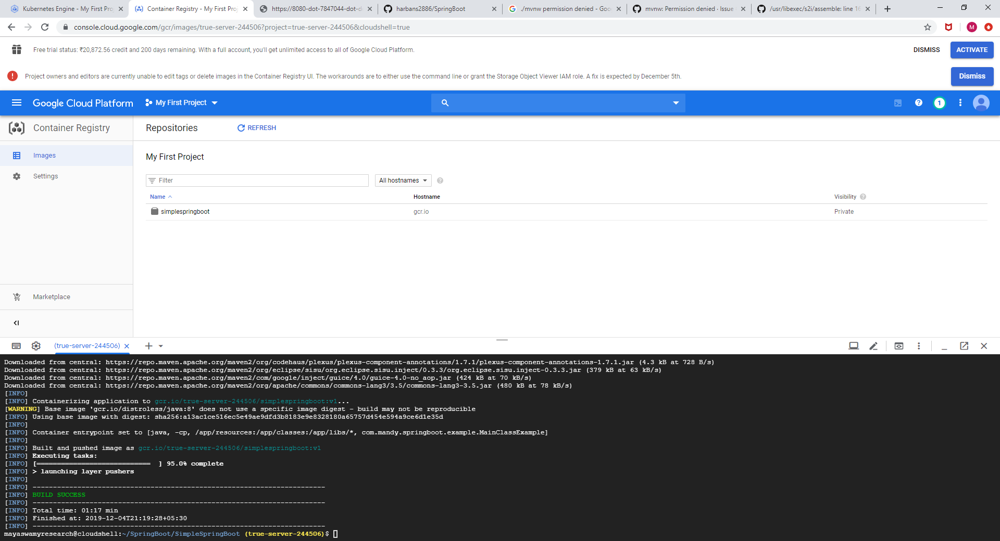 Kubernetes Engine - My First Pro
Container Registry - My First Proj
https://8080-dot-7847044-dot-d
harbans2886/SpringBoot
./mvnw permission denied - Goo
mvnw: Permission denied · Issue
/usr/libexec/s2i/assemble: line 16
console.cloud.google.com/gcr/images/true-server-244506?project=true-server-244506&cloudshell=true
M
Free trial status: ₹20,872.56 credit and 200 days remaining. With a full account, you'll get unlimited access to all of Google Cloud Platform.
DISMISS
ACTIVATE
Project owners and editors are currently unable to edit tags or delete images in the Container Registry UI. The workarounds are to either use the command line or grant the Storage Object Viewer IAM role. A fix is expected by December 5th.
Dismiss
Google Cloud Platform
My First Project
1
Container Registry
Repositories
REFRESH
Images
Settings
My First Project
Filter
All hostnames
Name
Hostname
Visibility
simplespringboot
gcr.io
Private
Marketplace
(true-server-244506)
Downloaded from central: https://repo.maven.apache.org/maven2/org/codehaus/plexus/plexus-component-annotations/1.7.1/plexus-component-annotations-1.7.1.jar (4.3 kB at 728 B/s)
Downloaded from central: https://repo.maven.apache.org/maven2/org/eclipse/sisu/org.eclipse.sisu.inject/0.3.3/org.eclipse.sisu.inject-0.3.3.jar (379 kB at 63 kB/s)
Downloaded from central: https://repo.maven.apache.org/maven2/com/google/inject/guice/4.0/guice-4.0-no_aop.jar (424 kB at 70 kB/s)
Downloaded from central: https://repo.maven.apache.org/maven2/org/apache/commons/commons-lang3/3.5/commons-lang3-3.5.jar (480 kB at 78 kB/s)
[INFO]
[INFO] Containerizing application to gcr.io/true-server-244506/simplespringboot:v1...
[WARNING] Base image 'gcr.io/distroless/java:8' does not use a specific image digest - build may not be reproducible
[INFO] Using base image with digest: sha256:a13ac1ce516ec5e49ae9dfd3b8183e9e8328180a65757d454e594a9ce6d1e35d
[INFO]
[INFO] Container entrypoint set to [java, -cp, /app/resources:/app/classes:/app/libs/*, com.mandy.springboot.example.MainClassExample]
[INFO]
[INFO] Built and pushed image as gcr.io/true-server-244506/simplespringboot:v1
[INFO] Executing tasks:
[INFO] [============================  ] 95.0% complete
[INFO] > launching layer pushers
[INFO]
[INFO] ------------------------------------------------------------------------
[INFO] BUILD SUCCESS
[INFO] ------------------------------------------------------------------------
[INFO] Total time: 01:17 min
[INFO] Finished at: 2019-12-04T21:19:28+05:30
[INFO] ------------------------------------------------------------------------
mayaswamyresearch@cloudshell:~/SpringBoot/SimpleSpringBoot (true-server-244506)$